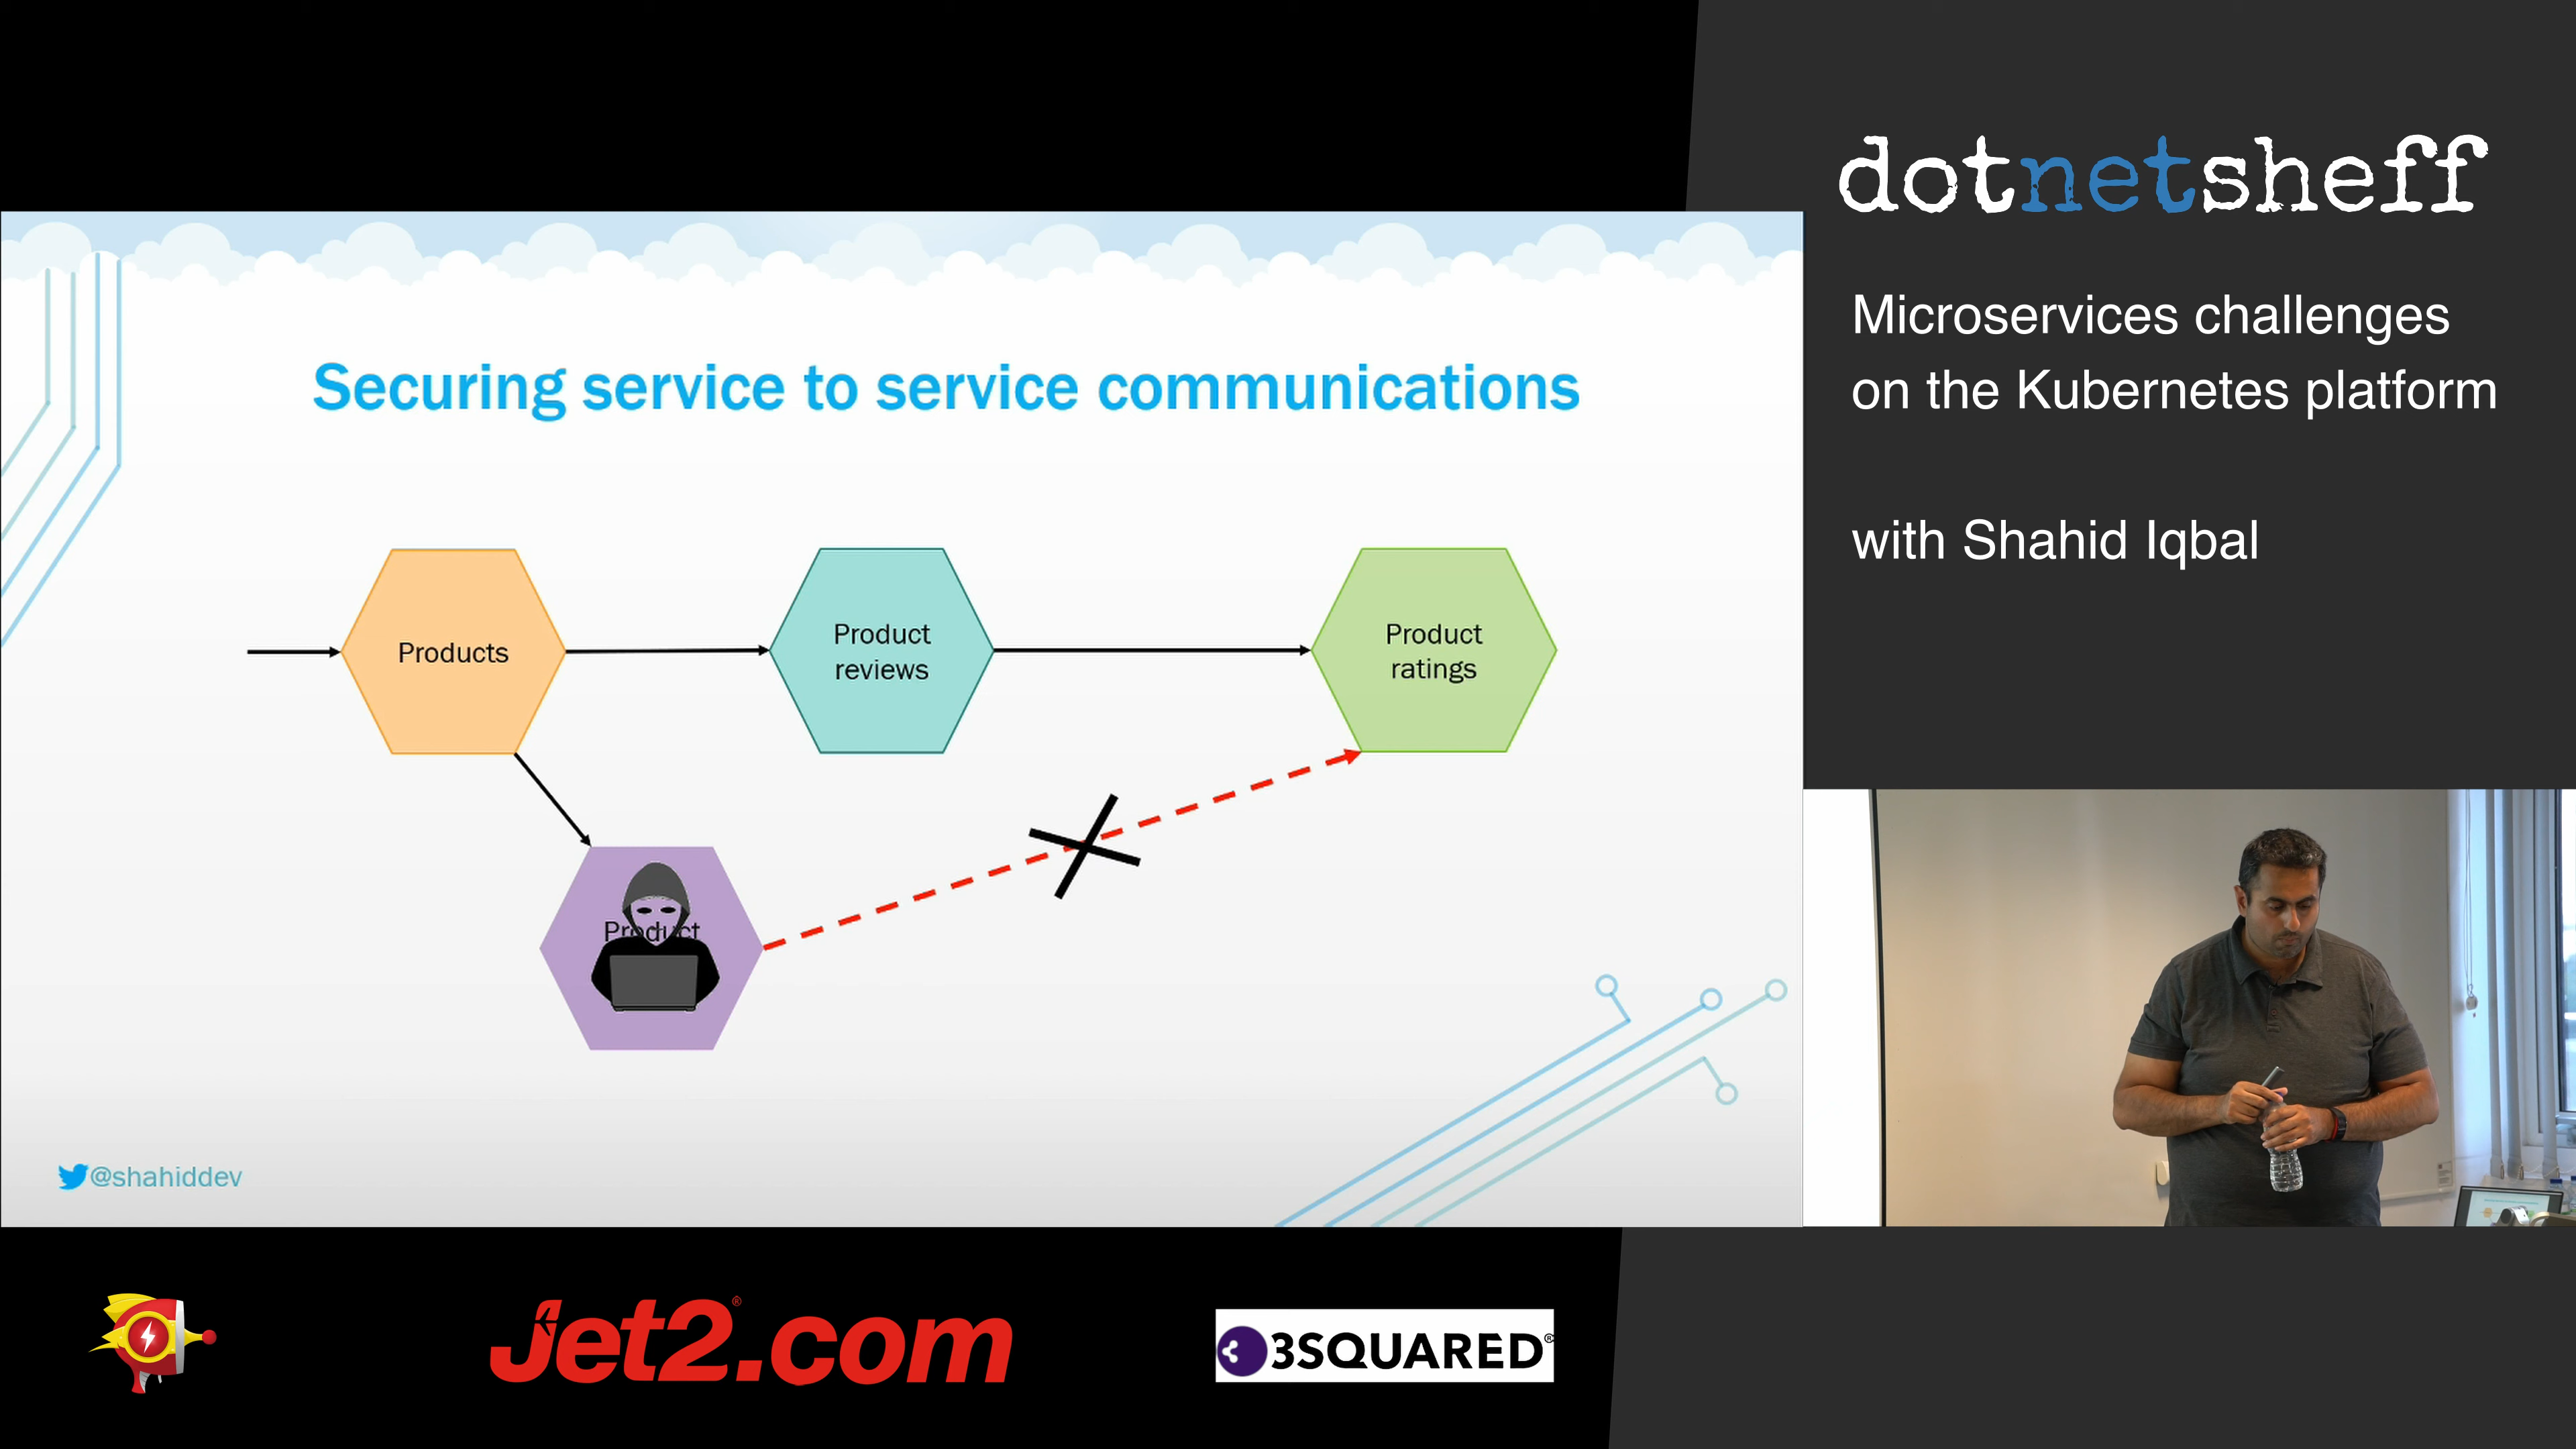 dotnetsheff
Microservices challenges
on the Kubernetes platform
with Shahid Iqbal
Securing service to service communications
Products
Product
reviews
Product
ratings
Product
@shahiddev
Jet2.com®
3SQUARED®